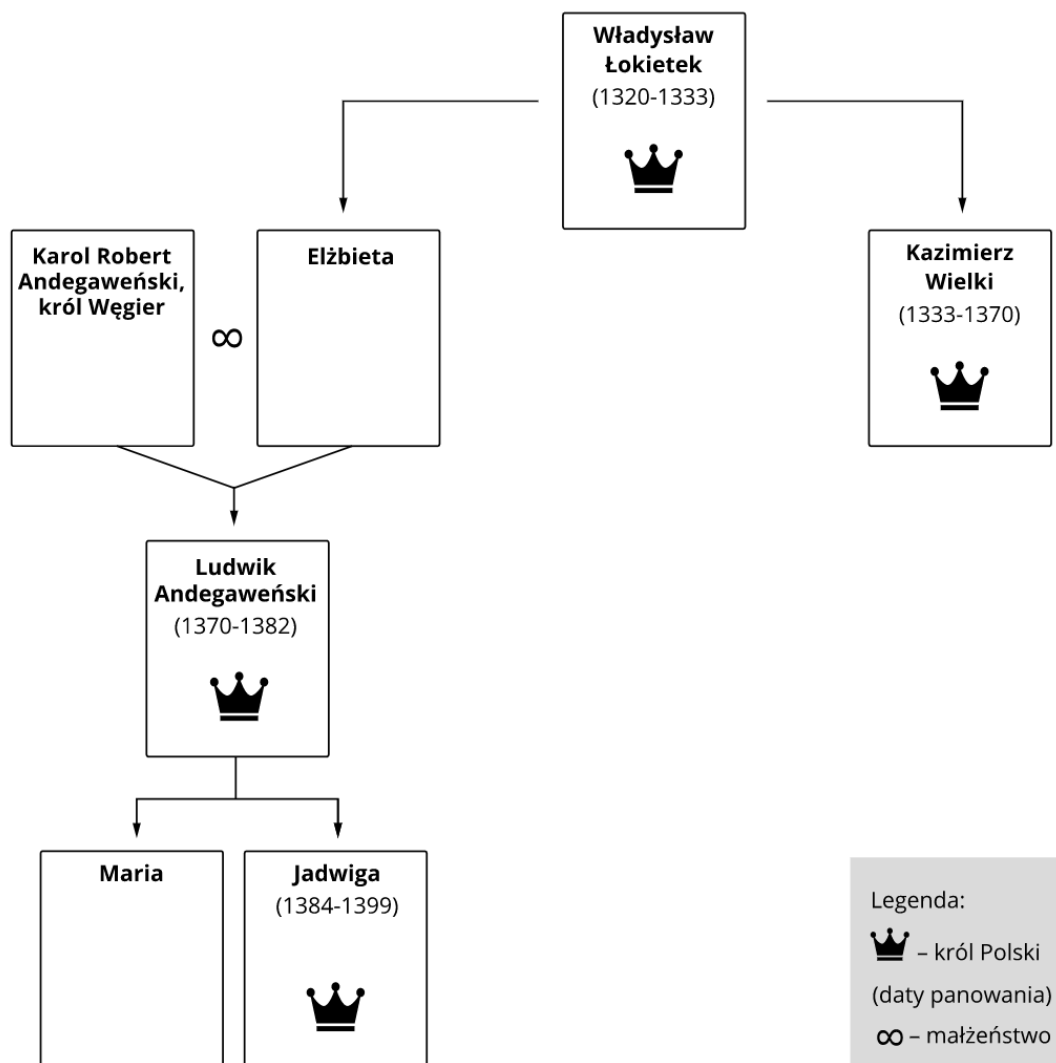 Władysław
Łokietek
(1320-1333)
Karol Robert
Andegaweński,
król Węgier
∞
Elżbieta
Kazimierz
Wielki
(1333-1370)
Ludwik
Andegaweński
(1370-1382)
Maria
Jadwiga
(1384-1399)
Legenda:
– król Polski
(daty panowania)
∞ – małżeństwo